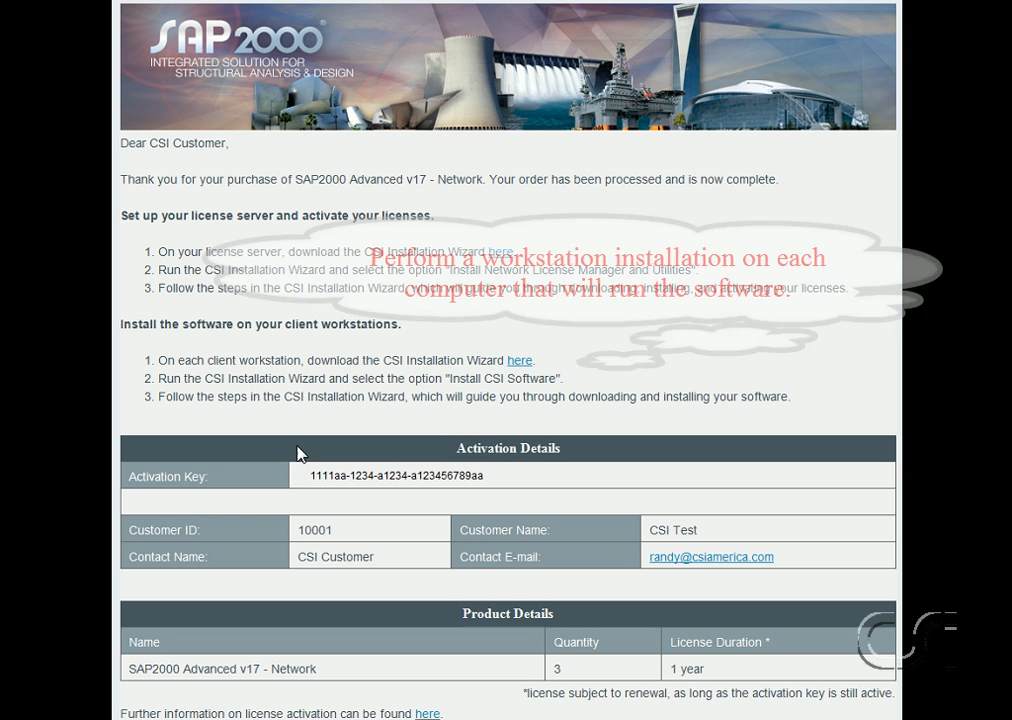 SAP2000®
INTEGRATED SOLUTION FOR
STRUCTURAL ANALYSIS & DESIGN
Dear CSI Customer,
Thank you for your purchase of SAP2000 Advanced v17 - Network. Your order has been processed and is now complete.
Set up your license server and activate your licenses.
1. On your license server, download the CSI Installation Wizard here.
2. Run the CSI Installation Wizard and select the option "Install Network License Manager and Utilities".
3. Follow the steps in the CSI Installation Wizard, which will guide you through downloading, installing, and activating your licenses.
Perform a workstation installation on each
computer that will run the software.
Install the software on your client workstations.
1. On each client workstation, download the CSI Installation Wizard here.
2. Run the CSI Installation Wizard and select the option "Install CSI Software".
3. Follow the steps in the CSI Installation Wizard, which will guide you through downloading and installing your software.
Activation Details
Activation Key: 1111aa-1234-a1234-a123456789aa
Customer ID: 10001 Customer Name: CSI Test
Contact Name: CSI Customer Contact E-mail: randy@csiamerica.com
Product Details
Name Quantity License Duration *
SAP2000 Advanced v17 - Network 3 1 year
*license subject to renewal, as long as the activation key is still active.
Further information on license activation can be found here.
CSI